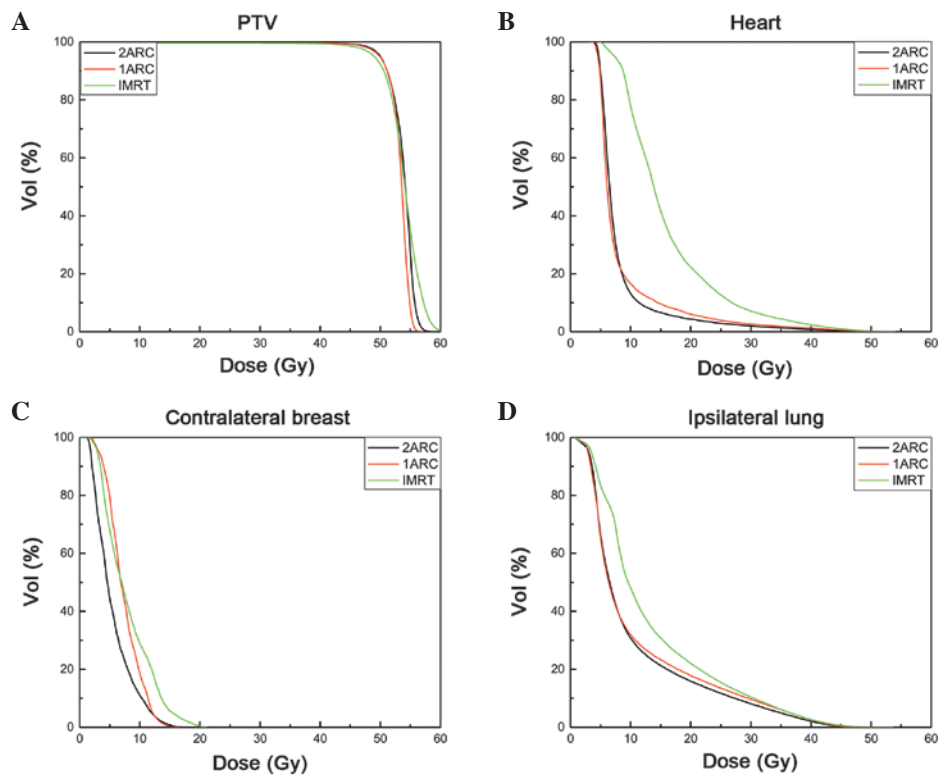 A
PTV
100
80
60
40
20
0
Vol (%)
2ARC
1ARC
IMRT
0 10 20 30 40 50 60
Dose (Gy)
B
Heart
100
80
60
40
20
0
Vol (%)
2ARC
1ARC
IMRT
0 10 20 30 40 50 60
Dose (Gy)
C
Contralateral breast
100
80
60
40
20
0
Vol (%)
2ARC
1ARC
IMRT
0 10 20 30 40 50 60
Dose (Gy)
D
Ipsilateral lung
100
80
60
40
20
0
Vol (%)
2ARC
1ARC
IMRT
0 10 20 30 40 50 60
Dose (Gy)